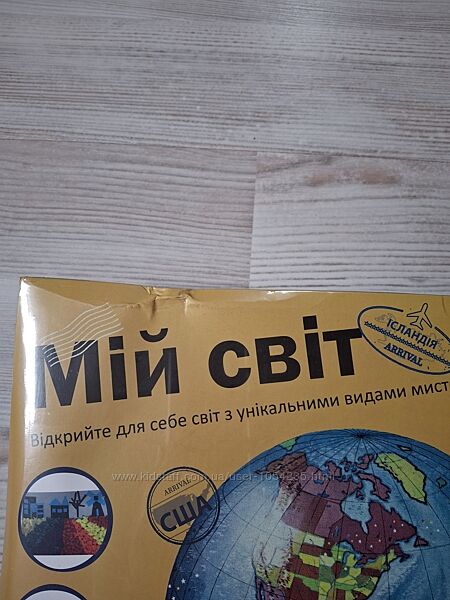 Мій світ
ІСЛАНДІЯ
ARRIVAL
Відкрийте для себе світ з унікальними видами мист
ARRIVAL
США